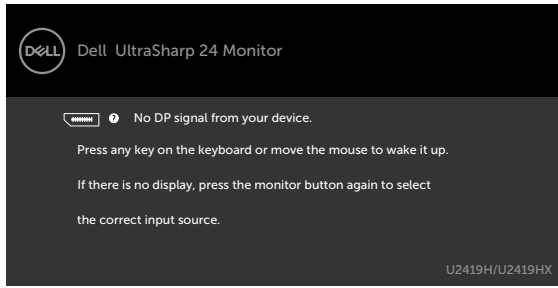 DELL
Dell UltraSharp 24 Monitor
? No DP signal from your device.
Press any key on the keyboard or move the mouse to wake it up.
If there is no display, press the monitor button again to select
the correct input source.
U2419H/U2419HX